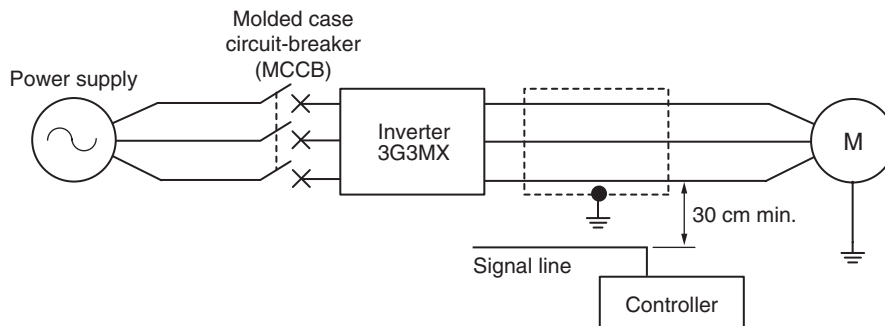 Molded case
circuit-breaker
(MCCB)
Power supply
Inverter
3G3MX
M
30 cm min.
Signal line
Controller